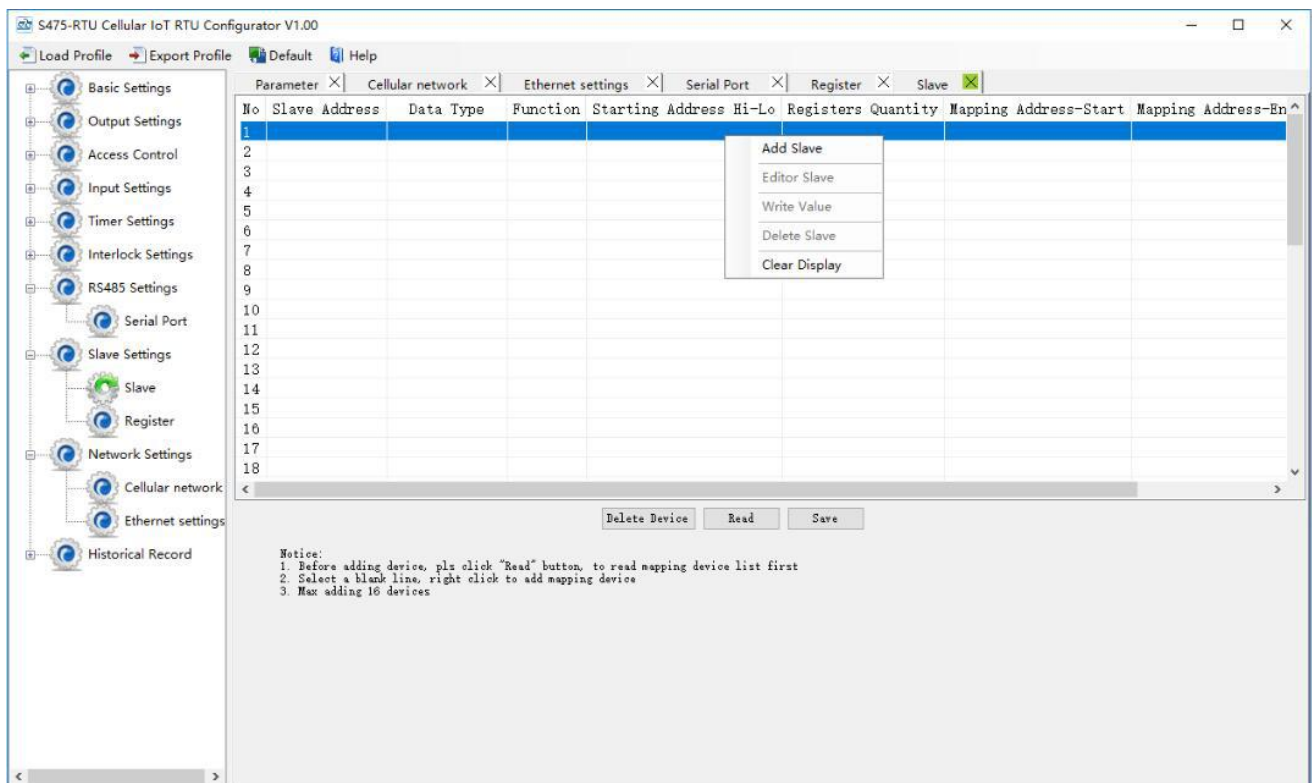 S475-RTU Cellular IoT RTU Configurator V1.00
Load Profile Export Profile Default Help
Basic Settings
Output Settings
Access Control
Input Settings
Timer Settings
Interlock Settings
RS485 Settings
Serial Port
Slave Settings
Slave
Register
Network Settings
Cellular network
Ethernet settings
Historical Record
Parameter Cellular network Ethernet settings Serial Port Register Slave
No Slave Address Data Type Function Starting Address Hi-Lo Registers Quantity Mapping Address-Start Mapping Address-En
1
2
3
4
5
6
7
8
9
10
11
12
13
14
15
16
17
18
Add Slave
Editor Slave
Write Value
Delete Slave
Clear Display
Delete Device Read Save
Notice:
1. Before adding device, pls click "Read" button, to read mapping device list first
2. Select a blank line, right click to add mapping device
3. Max adding 16 devices